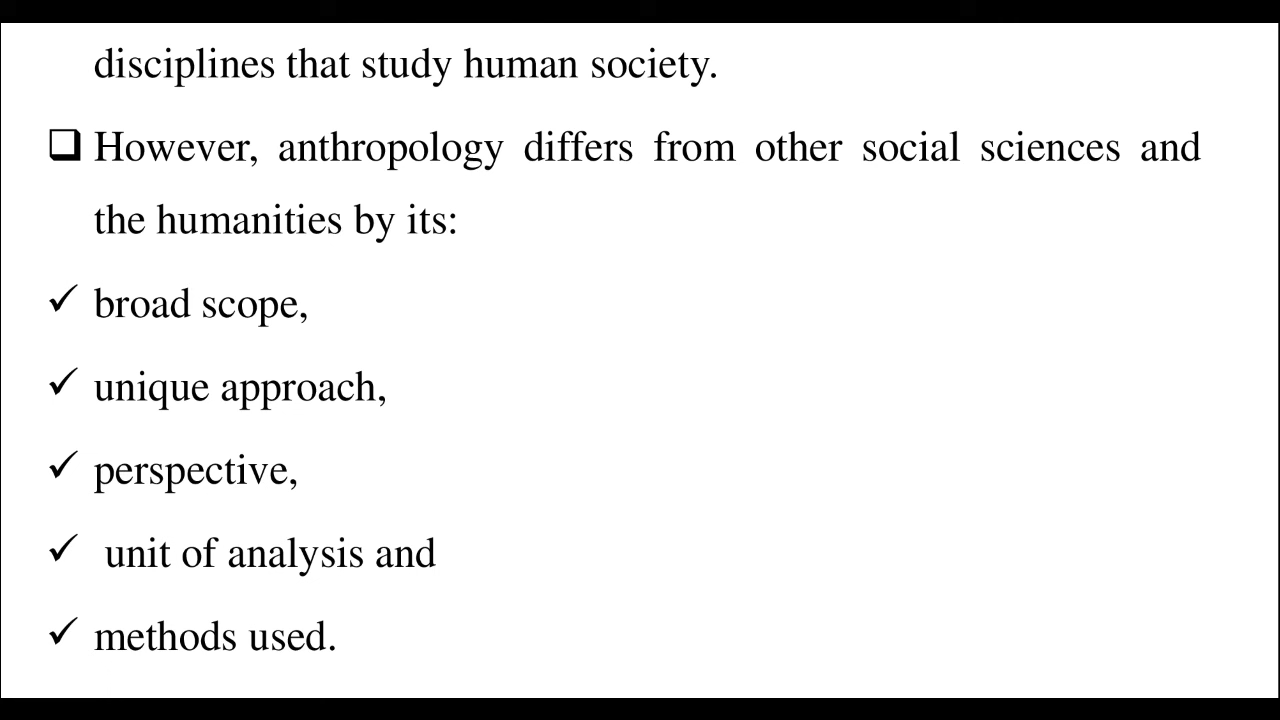 disciplines that study human society.
❑ However, anthropology differs from other social sciences and
the humanities by its:
✓ broad scope,
✓ unique approach,
✓ perspective,
✓ unit of analysis and
✓ methods used.